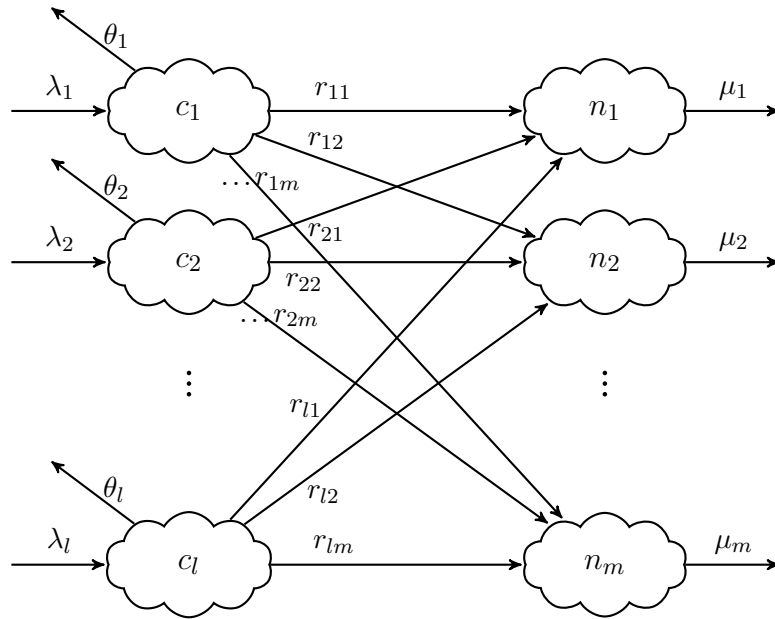 θ₁
λ₁ c₁ r₁₁ n₁ μ₁
r₁₂
…r₁ₘ
θ₂
λ₂ c₂ r₂₁ n₂ μ₂
r₂₂
…r₂ₘ
⋮ ⋮
rₗ₁
θₗ rₗ₂
λₗ cₗ rₗₘ nₘ μₘ